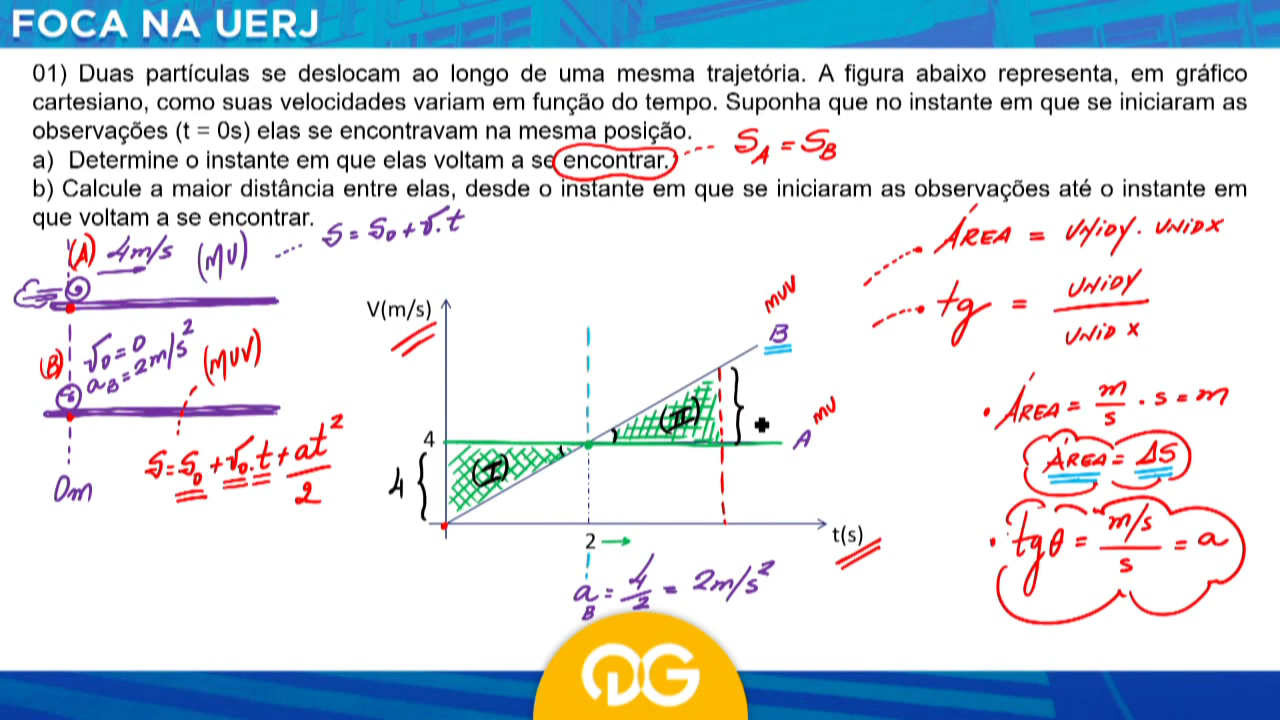 FOCA NA UERJ
01) Duas partículas se deslocam ao longo de uma mesma trajetória. A figura abaixo representa, em gráfico
cartesiano, como suas velocidades variam em função do tempo. Suponha que no instante em que se iniciaram as
observações (t = 0s) elas se encontravam na mesma posição.
a) Determine o instante em que elas voltam a se encontrar. SA = SB
b) Calcule a maior distância entre elas, desde o instante em que se iniciaram as observações até o instante em
que voltam a se encontrar.
(A) 4m/s (MU) S = S0 + V.t
ÁREA = UNIDY . UNIDX
tg = UNIDY / UNID X
V(m/s)
MUV
B
(B) V0 = 0
aB = 2m/s² (MUV)
S = S0 + V0.t + at²/2
0m
4
4
(I)
(II)
MU
A
ÁREA = m/s . s = m
ÁREA = ΔS
tgθ = m/s / s = a
2
t(s)
aB = 4/2 = 2m/s²
QG